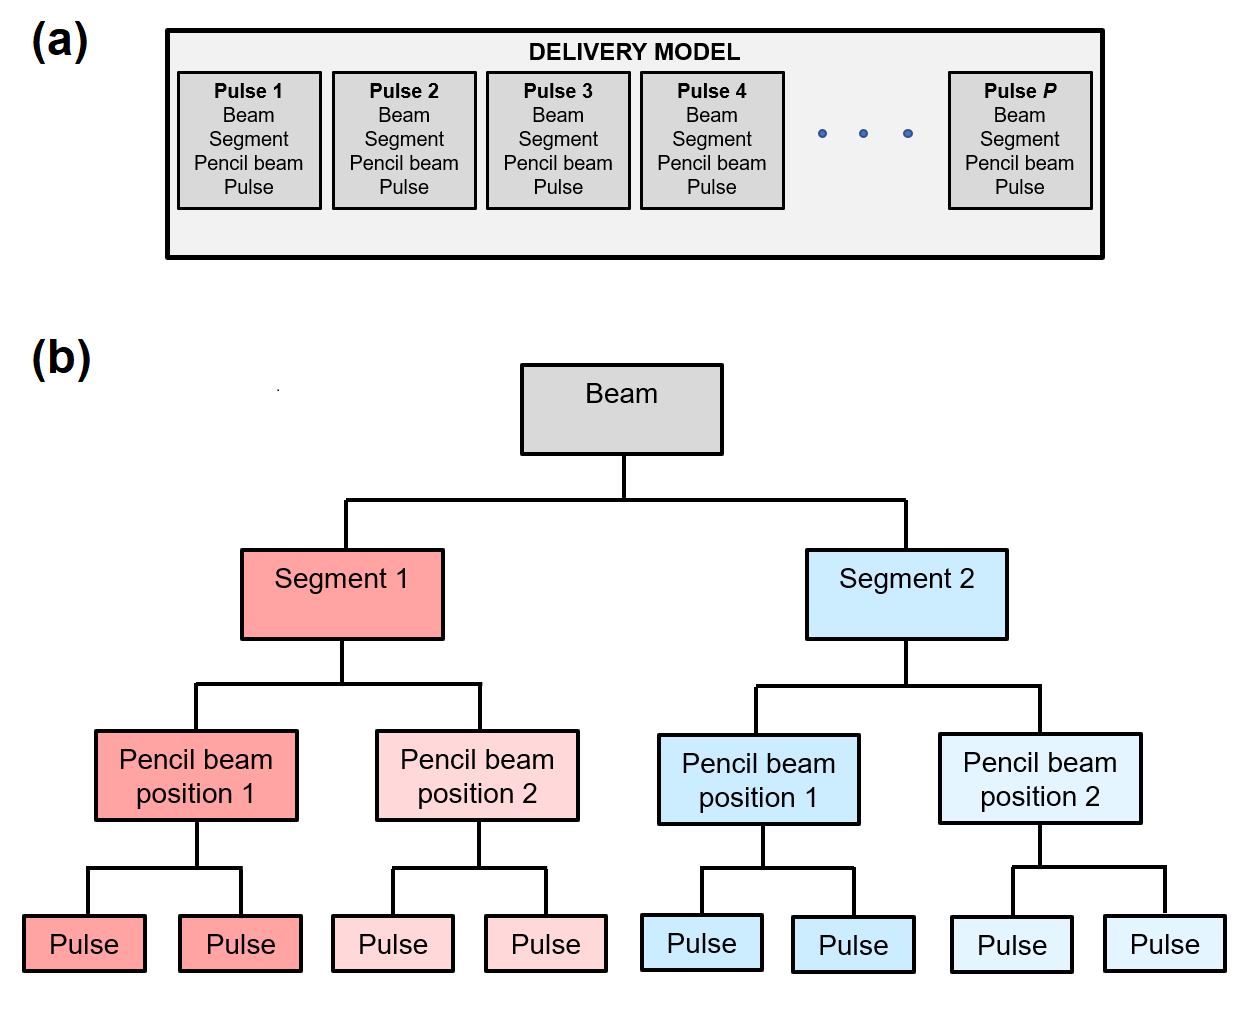 (a)
DELIVERY MODEL
Pulse 1
Beam
Segment
Pencil beam
Pulse
Pulse 2
Beam
Segment
Pencil beam
Pulse
Pulse 3
Beam
Segment
Pencil beam
Pulse
Pulse 4
Beam
Segment
Pencil beam
Pulse
Pulse P
Beam
Segment
Pencil beam
Pulse
(b)
Beam
Segment 1
Segment 2
Pencil beam
position 1
Pencil beam
position 2
Pencil beam
position 1
Pencil beam
position 2
Pulse
Pulse
Pulse
Pulse
Pulse
Pulse
Pulse
Pulse